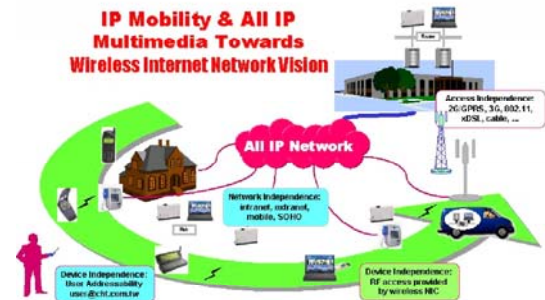 IP Mobility & All IP
Multimedia Towards
Wireless Internet Network Vision
Access Independence:
2G/GPRS, 3G, 802.11,
xDSL, cable, ...
All IP Network
Network Independence:
intranet, extranet,
mobile, SOHO
Device Independence:
User Addressability
user@cht.com.tw
Device Independence:
RF access provided
by wireless NIC